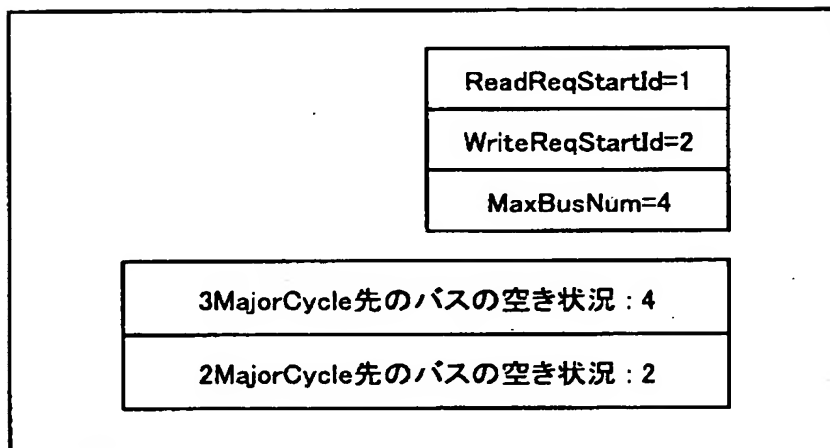 ReadReqStartId=1
WriteReqStartId=2
MaxBusNum=4
3MajorCycle先のバスの空き状況：4
2MajorCycle先のバスの空き状況：2